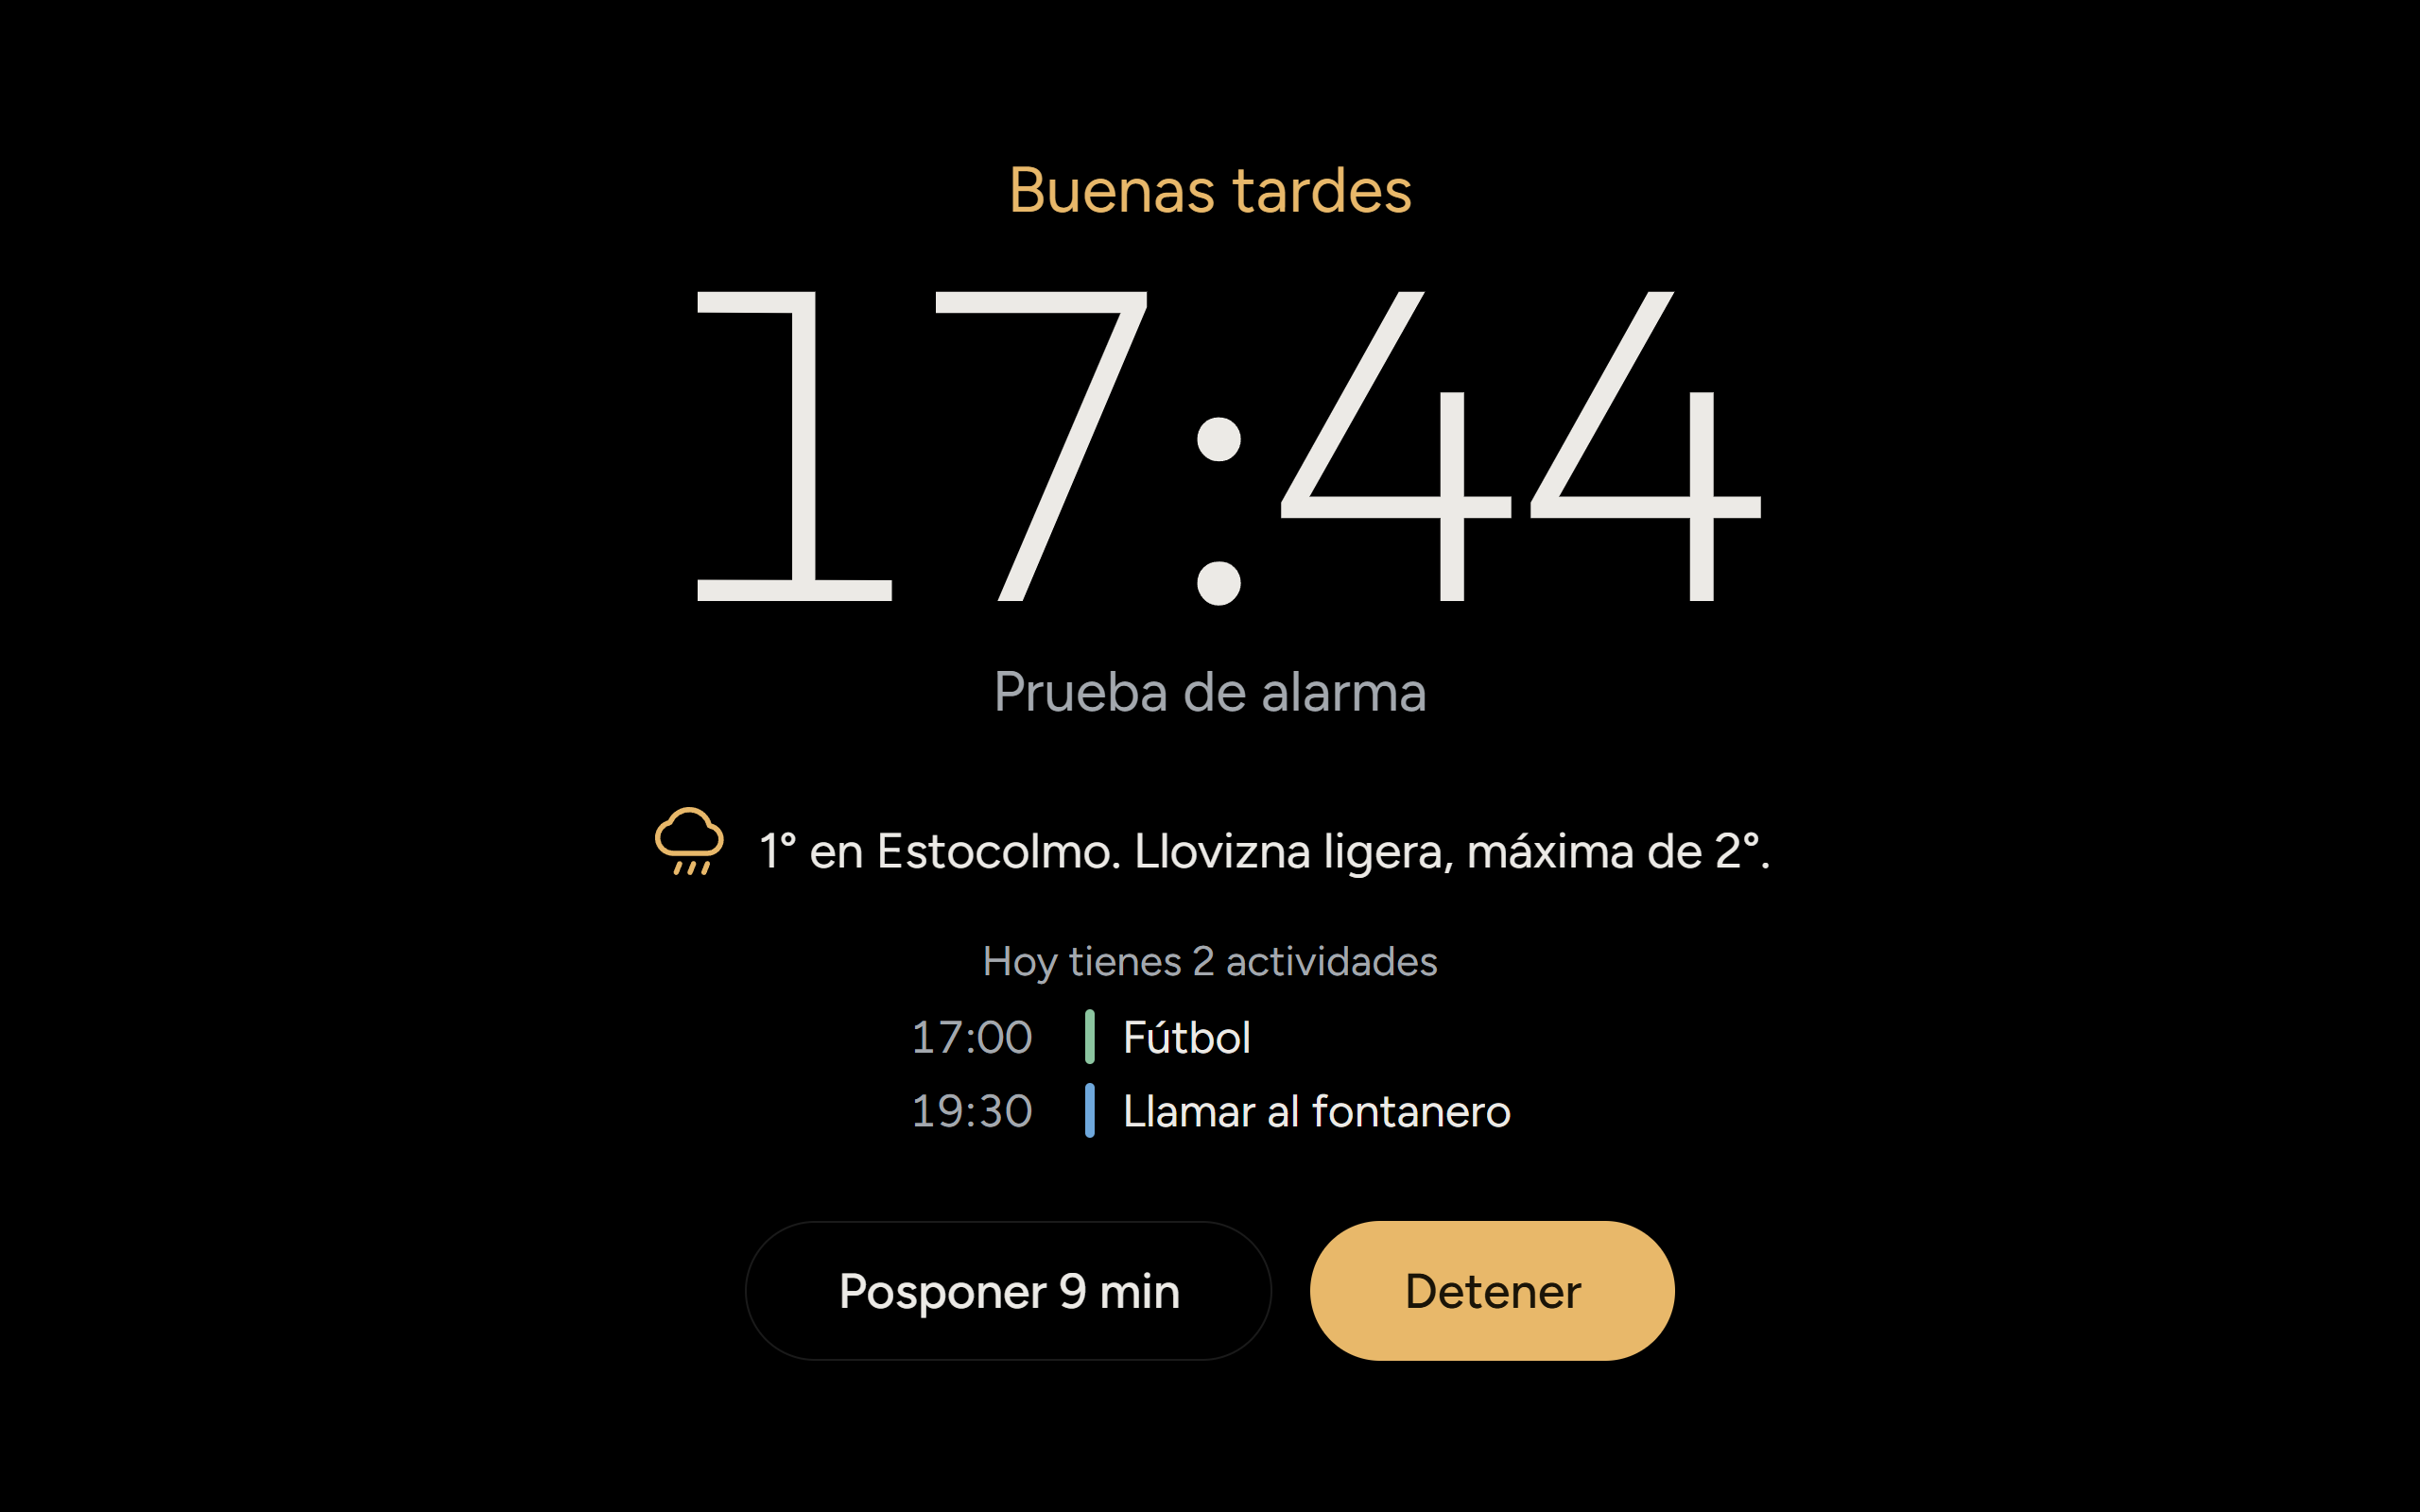 Buenas tardes
17:44
Prueba de alarma
1° en Estocolmo. Llovizna ligera, máxima de 2°.
Hoy tienes 2 actividades
17:00 Fútbol
19:30 Llamar al fontanero
Posponer 9 min
Detener